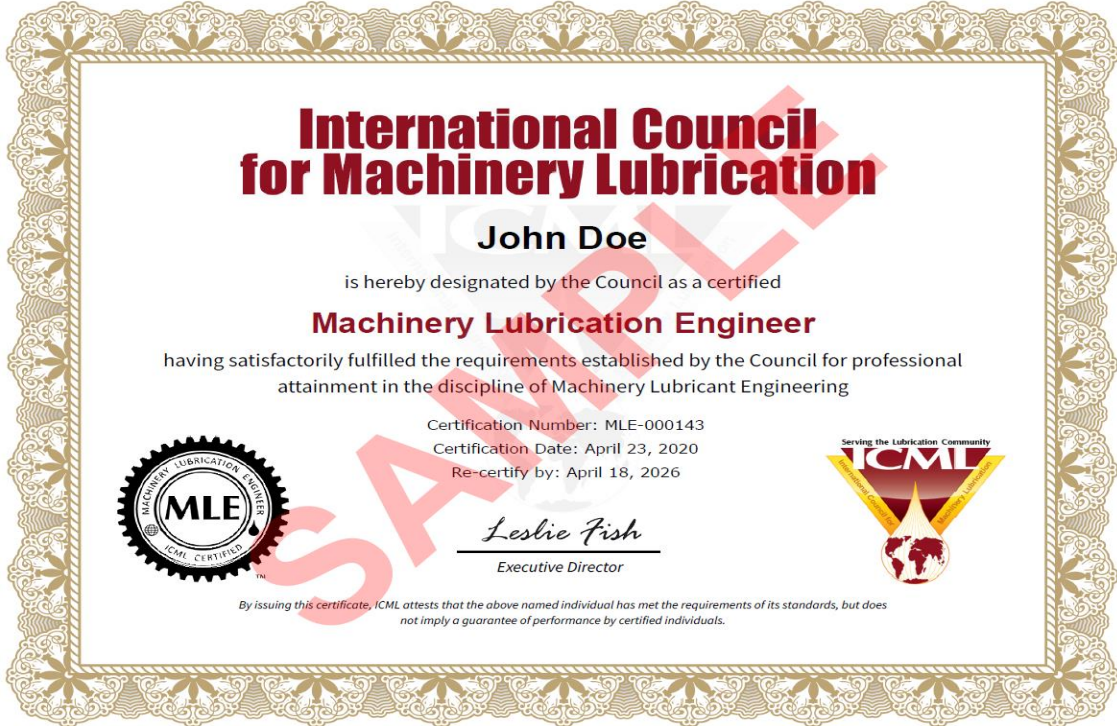 International Council
for Machinery Lubrication
John Doe
is hereby designated by the Council as a certified
Machinery Lubrication Engineer
having satisfactorily fulfilled the requirements established by the Council for professional
attainment in the discipline of Machinery Lubricant Engineering
Certification Number: MLE-000143
Certification Date: April 23, 2020
Re-certify by: April 18, 2026
SAMPLE
MACHINERY LUBRICATION ENGINEER
MLE
ICML CERTIFIED
TM
Leslie Fish
Executive Director
Serving the Lubrication Community
ICML
International Council for
Machinery Lubrication
By issuing this certificate, ICML attests that the above named individual has met the requirements of its standards, but does
not imply a guarantee of performance by certified individuals.